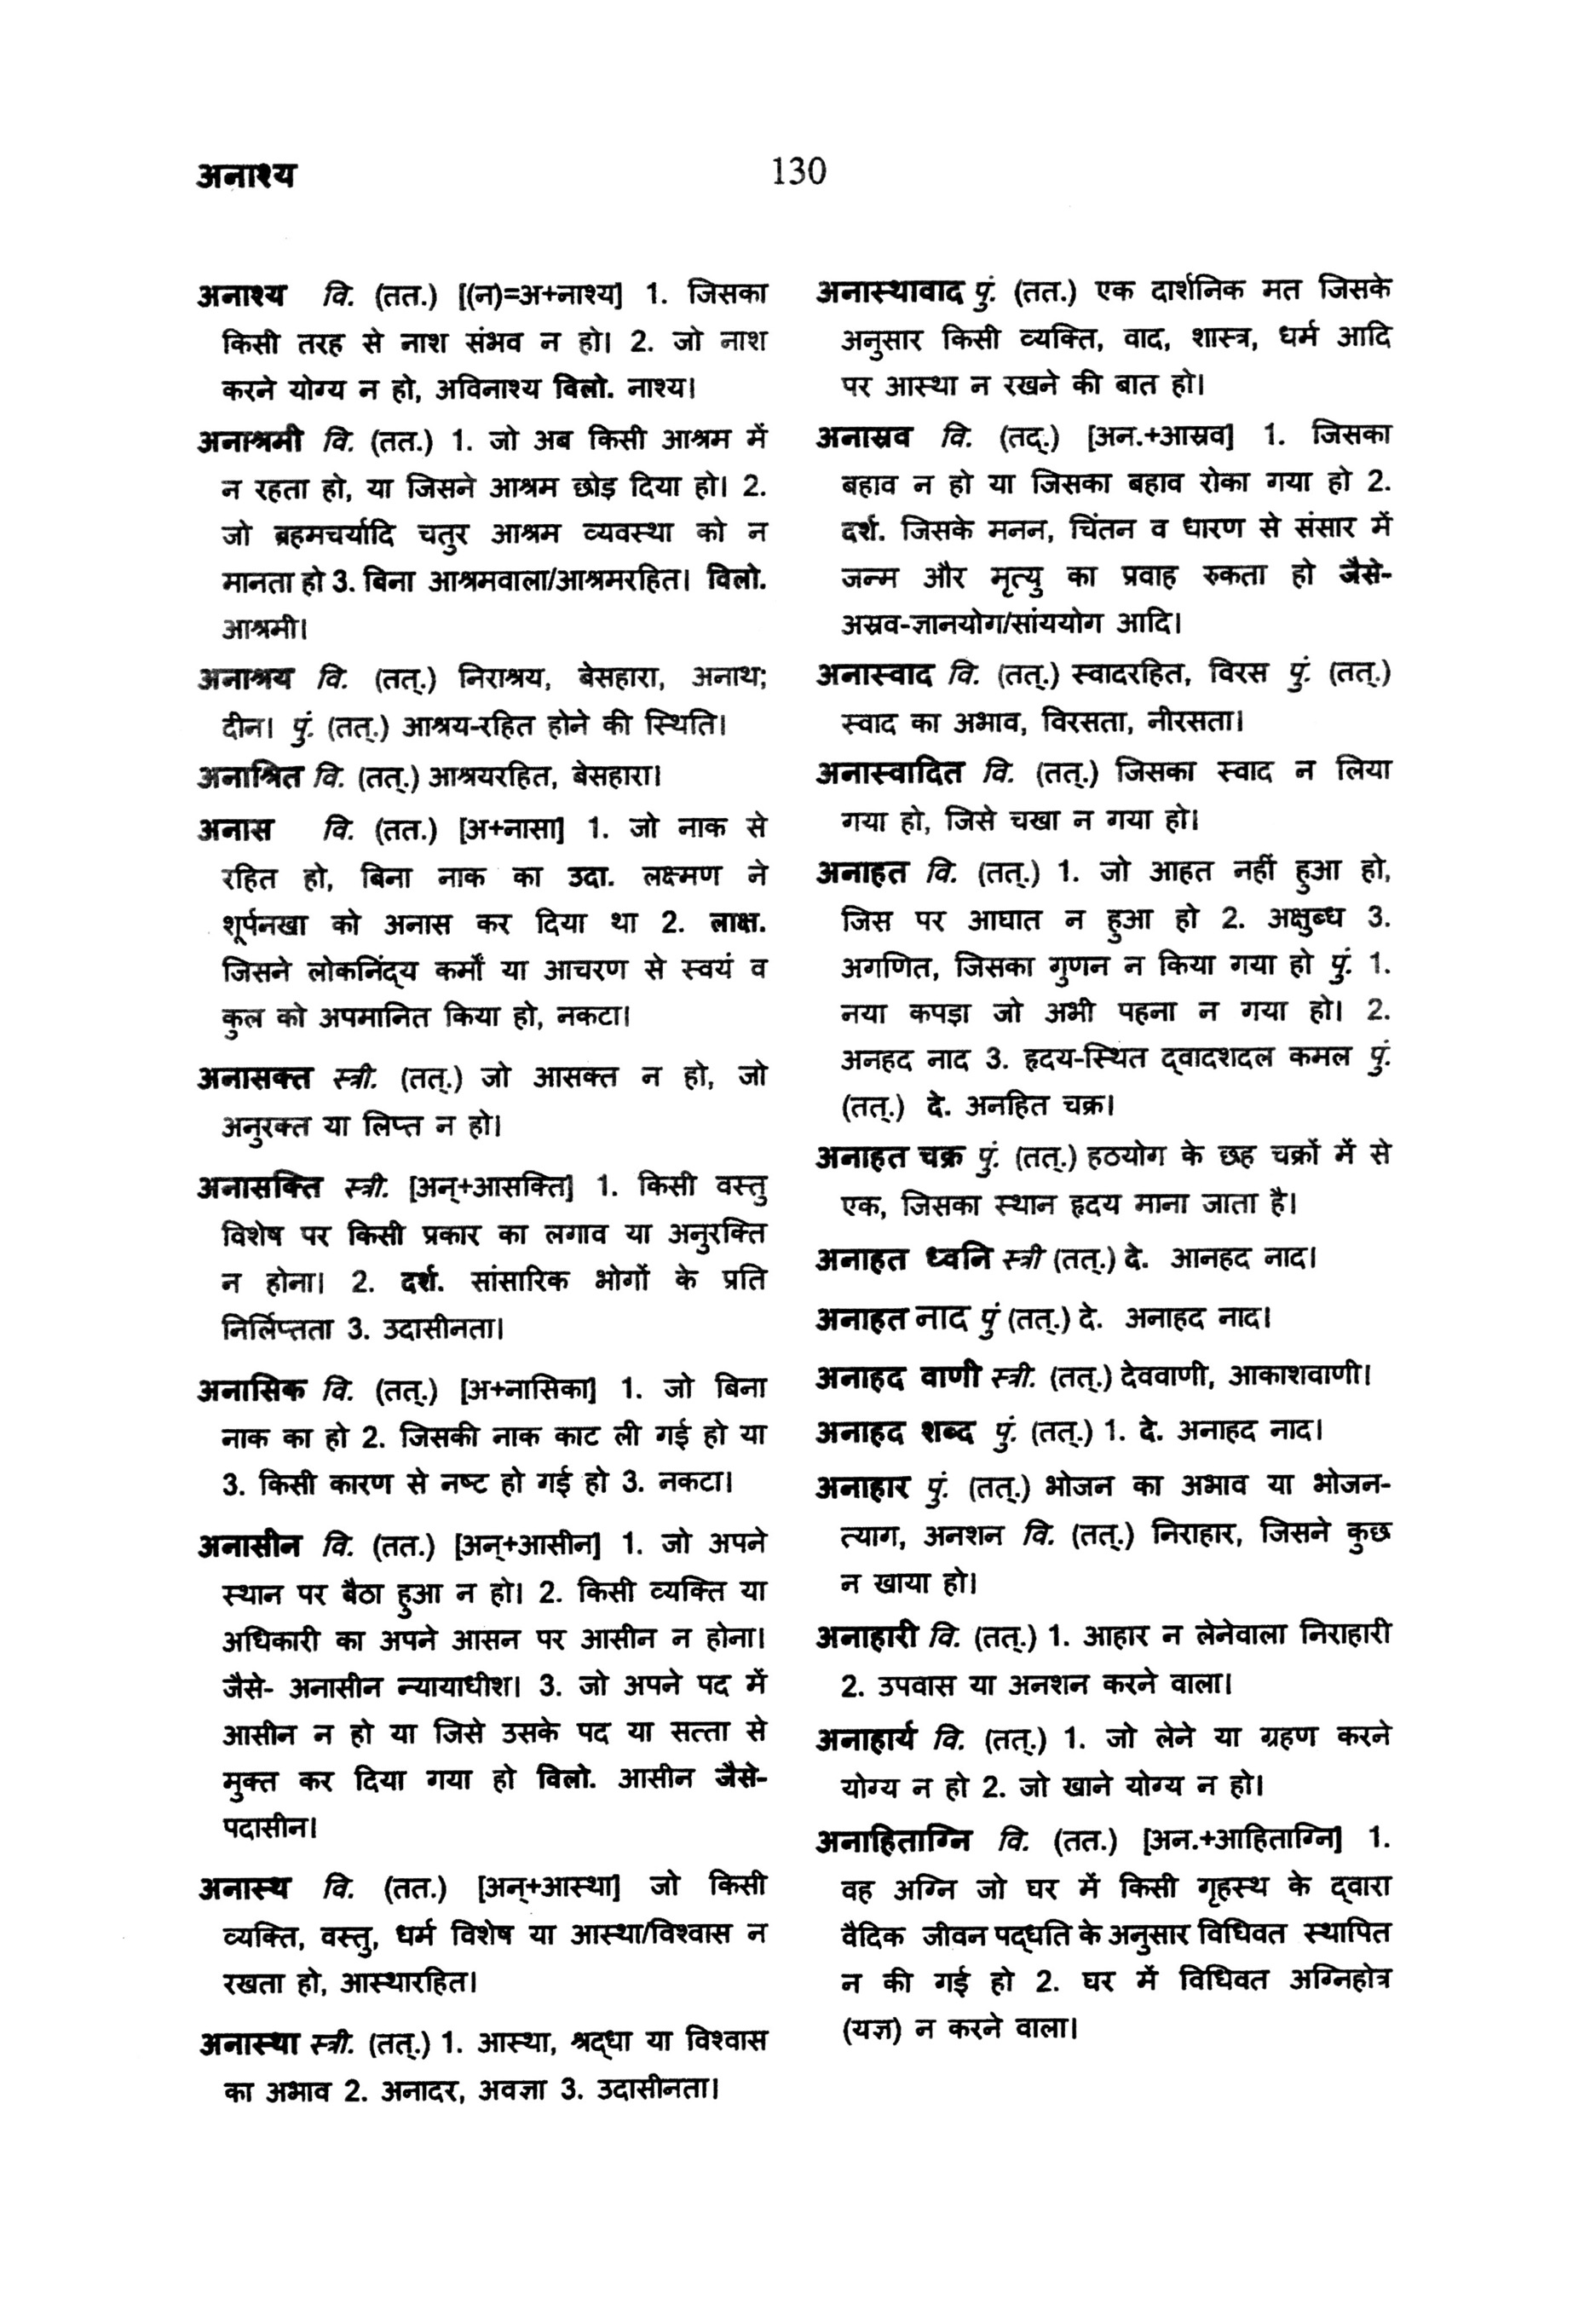 अनाश्य
130
अनाश्य वि. (तत.) [(न)=अ+नाश्य] 1. जिसका
किसी तरह से नाश संभव न हो। 2. जो नाश
करने योग्य न हो, अविनाश्य विलो. नाश्य।
अनाश्रमी वि. (तत.) 1. जो अब किसी आश्रम में
न रहता हो, या जिसने आश्रम छोड़ दिया हो। 2.
जो ब्रहमचर्यादि चतुर आश्रम व्यवस्था को न
मानता हो 3. बिना आश्रमवाला/आश्रमरहित। विलो.
आश्रमी।
अनाश्रय वि. (तत्.) निराश्रय, बेसहारा, अनाथ;
दीन। पुं. (तत्.) आश्रय-रहित होने की स्थिति।
अनाश्रित वि. (तत्.) आश्रयरहित, बेसहारा।
अनास वि. (तत.) [अ+नासा] 1. जो नाक से
रहित हो, बिना नाक का उदा. लक्ष्मण ने
शूर्पनखा को अनास कर दिया था 2. लाक्ष.
जिसने लोकनिंद्य कर्मों या आचरण से स्वयं व
कुल को अपमानित किया हो, नकटा।
अनासक्त स्त्री. (तत्.) जो आसक्त न हो, जो
अनुरक्त या लिप्त न हो।
अनासक्ति स्त्री. [अन्+आसक्ति] 1. किसी वस्तु
विशेष पर किसी प्रकार का लगाव या अनुरक्ति
न होना। 2. दर्श. सांसारिक भोगों के प्रति
निर्लिप्तता 3. उदासीनता।
अनासिक वि. (तत्.) [अ+नासिका] 1. जो बिना
नाक का हो 2. जिसकी नाक काट ली गई हो या
3. किसी कारण से नष्ट हो गई हो 3. नकटा।
अनासीन वि. (तत.) [अन्+आसीन] 1. जो अपने
स्थान पर बैठा हुआ न हो। 2. किसी व्यक्ति या
अधिकारी का अपने आसन पर आसीन न होना।
जैसे- अनासीन न्यायाधीश। 3. जो अपने पद में
आसीन न हो या जिसे उसके पद या सत्ता से
मुक्त कर दिया गया हो विलो. आसीन जैसे-
पदासीन।
अनास्थ वि. (तत.) [अन्+आस्था] जो किसी
व्यक्ति, वस्तु, धर्म विशेष या आस्था/विश्वास न
रखता हो, आस्थारहित।
अनास्था स्त्री. (तत्.) 1. आस्था, श्रद्धा या विश्वास
का अभाव 2. अनादर, अवज्ञा 3. उदासीनता।
अनास्थावाद पुं. (तत.) एक दार्शनिक मत जिसके
अनुसार किसी व्यक्ति, वाद, शास्त्र, धर्म आदि
पर आस्था न रखने की बात हो।
अनास्रव वि. (तद्.) [अन.+आस्रव] 1. जिसका
बहाव न हो या जिसका बहाव रोका गया हो 2.
दर्श. जिसके मनन, चिंतन व धारण से संसार में
जन्म और मृत्यु का प्रवाह रुकता हो जैसे-
अस्रव-ज्ञानयोग/सांययोग आदि।
अनास्वाद वि. (तत्.) स्वादरहित, विरस पुं. (तत्.)
स्वाद का अभाव, विरसता, नीरसता।
अनास्वादित वि. (तत्.) जिसका स्वाद न लिया
गया हो, जिसे चखा न गया हो।
अनाहत वि. (तत्.) 1. जो आहत नहीं हुआ हो,
जिस पर आघात न हुआ हो 2. अक्षुब्ध 3.
अगणित, जिसका गुणन न किया गया हो पुं. 1.
नया कपड़ा जो अभी पहना न गया हो। 2.
अनहद नाद 3. हृदय-स्थित द्वादशदल कमल पुं.
(तत्.) दे. अनहित चक्र।
अनाहत चक्र पुं. (तत्.) हठयोग के छह चक्रों में से
एक, जिसका स्थान हृदय माना जाता है।
अनाहत ध्वनि स्त्री (तत्.) दे. आनहद नाद।
अनाहत नाद पुं (तत्.) दे. अनाहद नाद।
अनाहद वाणी स्त्री. (तत्.) देववाणी, आकाशवाणी।
अनाहद शब्द पुं. (तत्.) 1. दे. अनाहद नाद।
अनाहार पुं. (तत्.) भोजन का अभाव या भोजन-
त्याग, अनशन वि. (तत्.) निराहार, जिसने कुछ
न खाया हो।
अनाहारी वि. (तत्.) 1. आहार न लेनेवाला निराहारी
2. उपवास या अनशन करने वाला।
अनाहार्य वि. (तत्.) 1. जो लेने या ग्रहण करने
योग्य न हो 2. जो खाने योग्य न हो।
अनाहिताग्नि वि. (तत.) [अन.+आहिताग्नि] 1.
वह अग्नि जो घर में किसी गृहस्थ के द्वारा
वैदिक जीवन पद्धति के अनुसार विधिवत स्थापित
न की गई हो 2. घर में विधिवत अग्निहोत्र
(यज्ञ) न करने वाला।